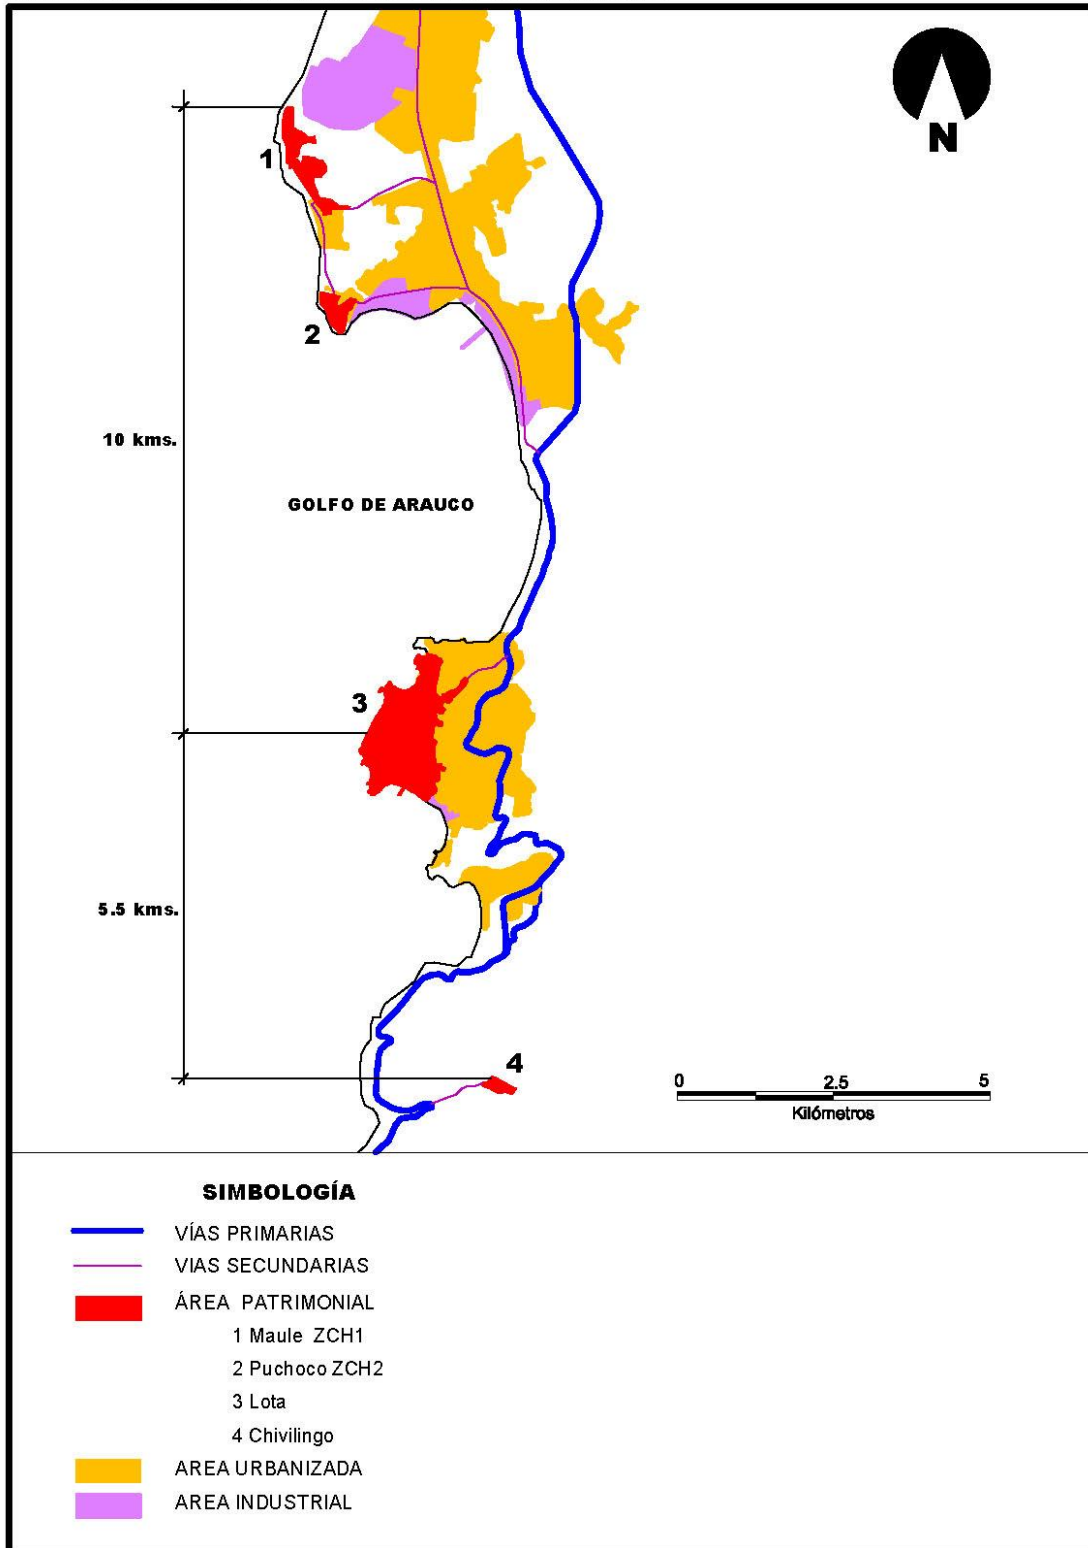 N
1
2
10 kms.
GOLFO DE ARAUCO
3
5.5 kms.
4
0 2.5 5
Kilómetros
SIMBOLOGÍA
VÍAS PRIMARIAS
VIAS SECUNDARIAS
ÁREA PATRIMONIAL
1 Maule ZCH1
2 Puchoco ZCH2
3 Lota
4 Chivilingo
AREA URBANIZADA
AREA INDUSTRIAL